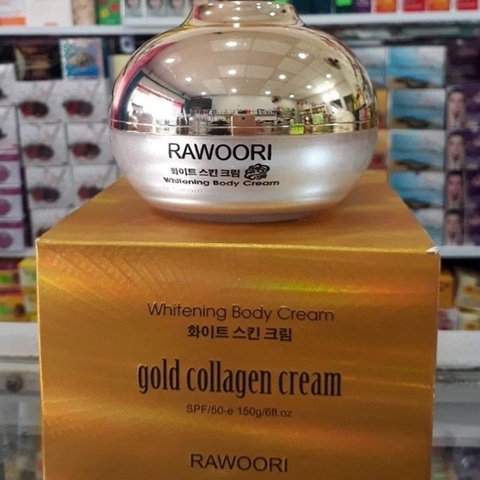 RAWOORI
화이트 스킨 크림
Whitening Body Cream
Whitening Body Cream
화이트 스킨 크림
gold collagen cream
SPF/50-e 150g/6fl.oz
RAWOORI